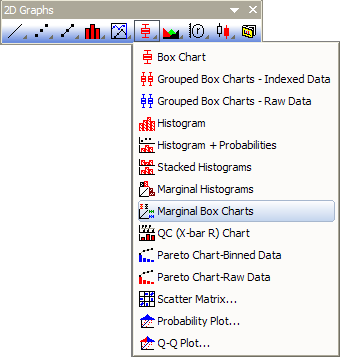 2D Graphs
Box Chart
Grouped Box Charts - Indexed Data
Grouped Box Charts - Raw Data
Histogram
Histogram + Probabilities
Stacked Histograms
Marginal Histograms
Marginal Box Charts
QC (X-bar R) Chart
Pareto Chart-Binned Data
Pareto Chart-Raw Data
Scatter Matrix...
Probability Plot...
Q-Q Plot...